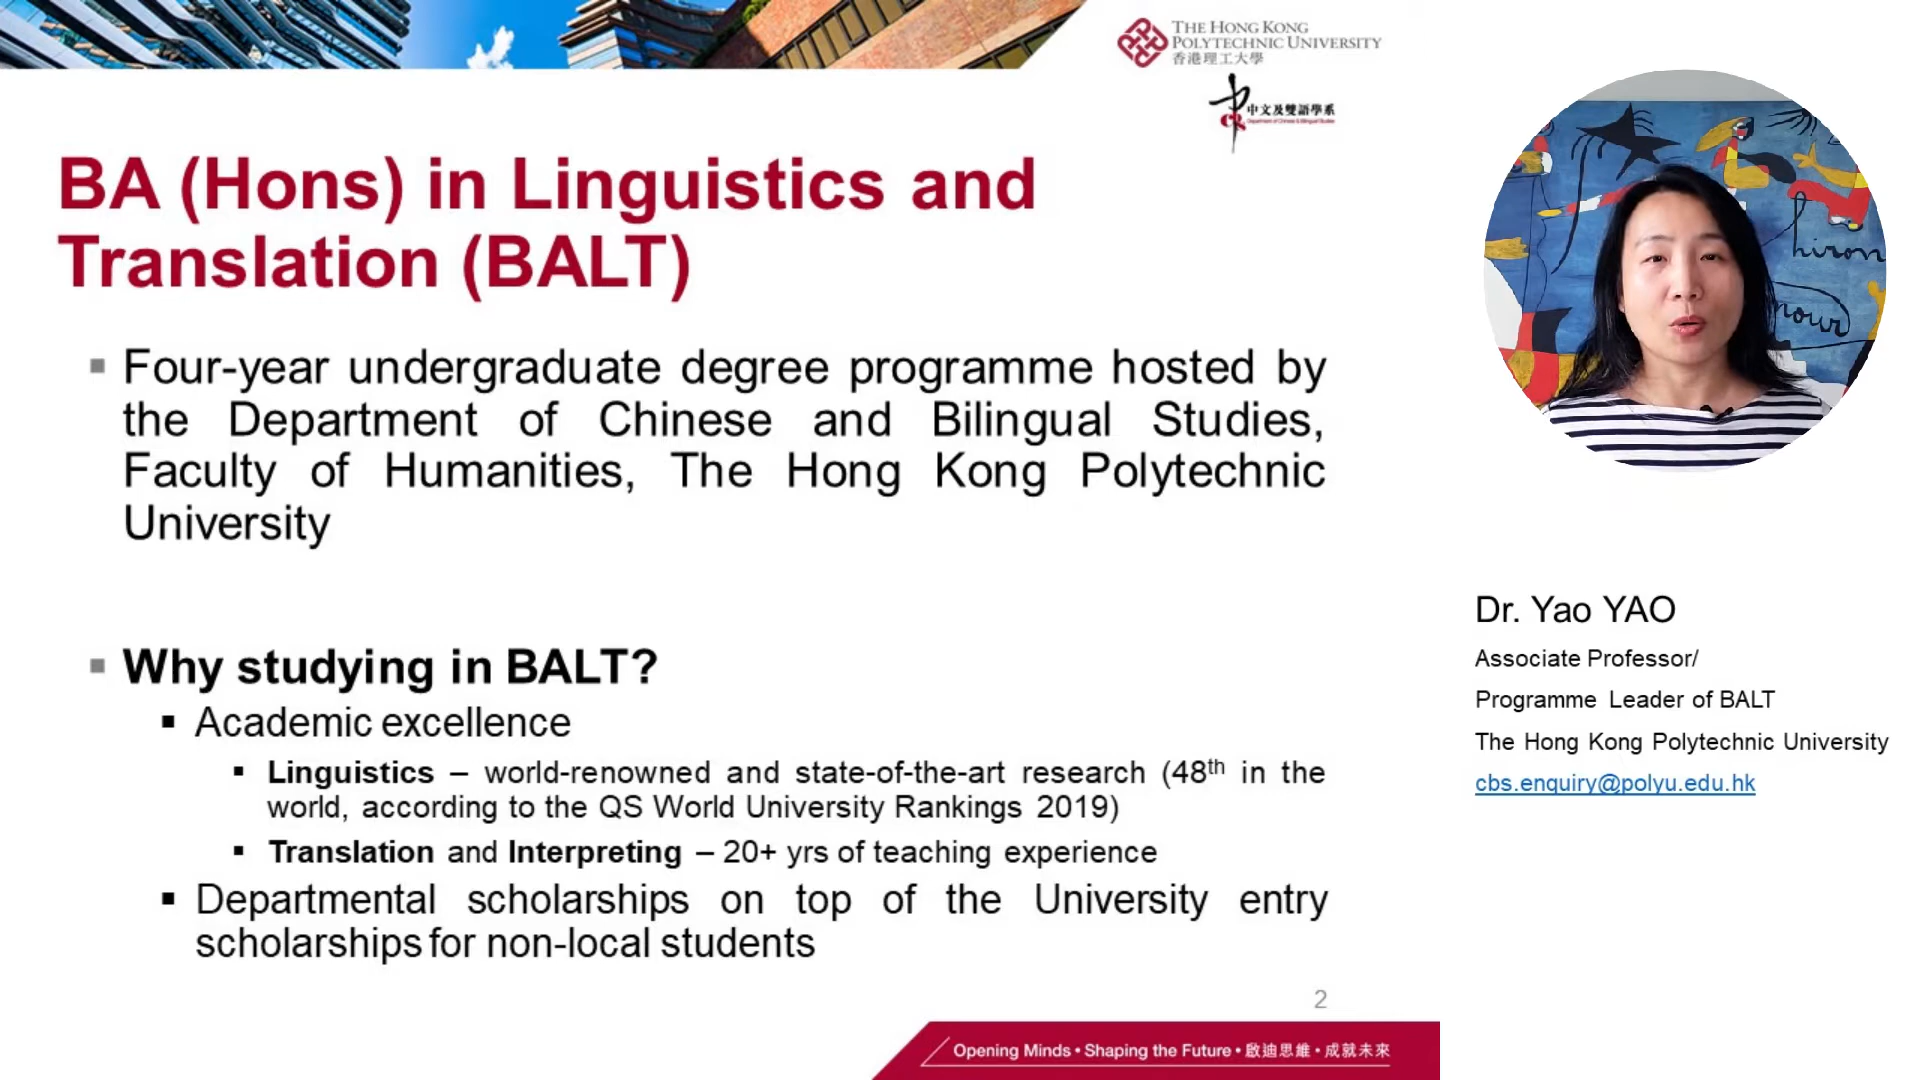 THE HONG KONG
POLYTECHNIC UNIVERSITY
香港理工大學
中文及雙語學系
Department of Chinese & Bilingual Studies
BA (Hons) in Linguistics and
Translation (BALT)
▪ Four-year undergraduate degree programme hosted by
the Department of Chinese and Bilingual Studies,
Faculty of Humanities, The Hong Kong Polytechnic
University
▪ Why studying in BALT?
▪ Academic excellence
▪ Linguistics – world-renowned and state-of-the-art research (48th in the
world, according to the QS World University Rankings 2019)
▪ Translation and Interpreting – 20+ yrs of teaching experience
▪ Departmental scholarships on top of the University entry
scholarships for non-local students
2
Opening Minds • Shaping the Future • 啟迪思維 • 成就未來
hiron
Dr. Yao YAO
Associate Professor/
Programme Leader of BALT
The Hong Kong Polytechnic University
cbs.enquiry@polyu.edu.hk